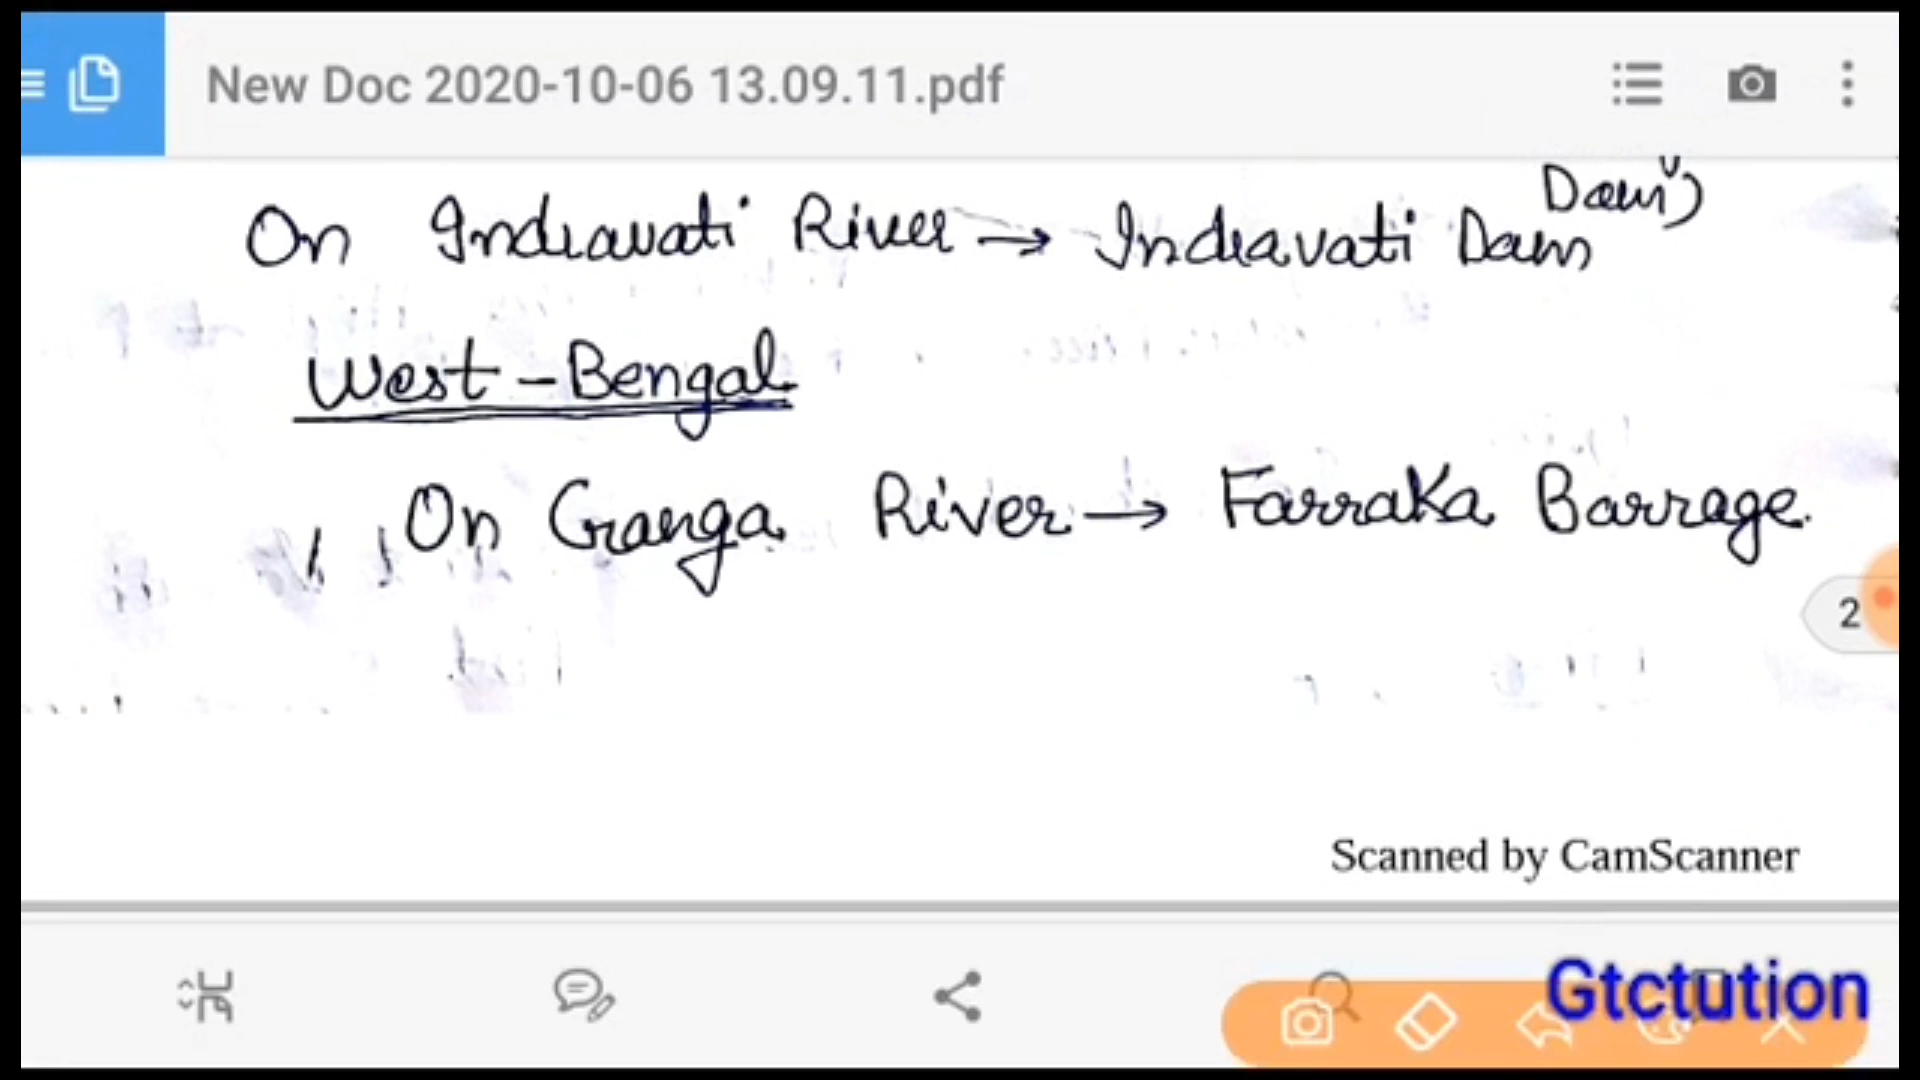 New Doc 2020-10-06 13.09.11.pdf
Dam)
On Indravati River → Indravati Dam
West-Bengal
On Ganga River → Farraka Barrage.
2
Scanned by CamScanner
Gtctution